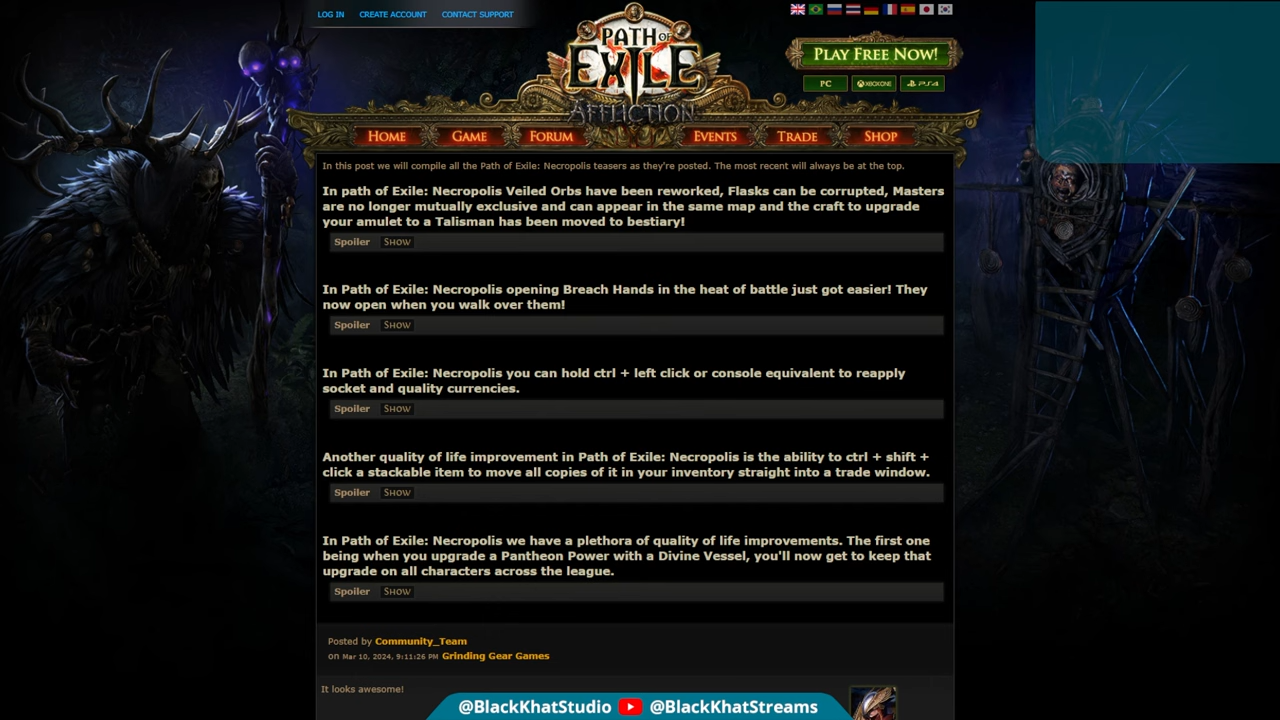 LOG IN CREATE ACCOUNT CONTACT SUPPORT
PATH OF
EXILE
AFFLICTION
PLAY FREE NOW!
PC XBOX ONE PS4
HOME GAME FORUM EVENTS TRADE SHOP
In this post we will compile all the Path of Exile: Necropolis teasers as they're posted. The most recent will always be at the top.
In path of Exile: Necropolis Veiled Orbs have been reworked, Flasks can be corrupted, Masters
are no longer mutually exclusive and can appear in the same map and the craft to upgrade
your amulet to a Talisman has been moved to bestiary!
Spoiler SHOW
In Path of Exile: Necropolis opening Breach Hands in the heat of battle just got easier! They
now open when you walk over them!
Spoiler SHOW
In Path of Exile: Necropolis you can hold ctrl + left click or console equivalent to reapply
socket and quality currencies.
Spoiler SHOW
Another quality of life improvement in Path of Exile: Necropolis is the ability to ctrl + shift +
click a stackable item to move all copies of it in your inventory straight into a trade window.
Spoiler SHOW
In Path of Exile: Necropolis we have a plethora of quality of life improvements. The first one
being when you upgrade a Pantheon Power with a Divine Vessel, you'll now get to keep that
upgrade on all characters across the league.
Spoiler SHOW
Posted by Community_Team
on Mar 10, 2024, 9:11:26 PM Grinding Gear Games
It looks awesome!
@BlackKhatStudio @BlackKhatStreams